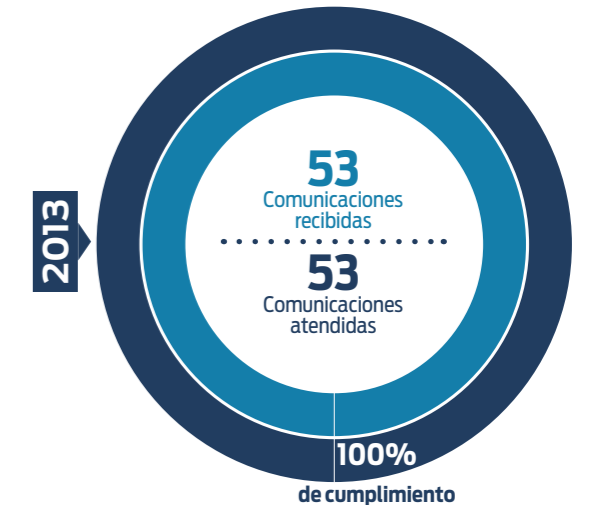 2013
53
Comunicaciones
recibidas
53
Comunicaciones
atendidas
100%
de cumplimiento